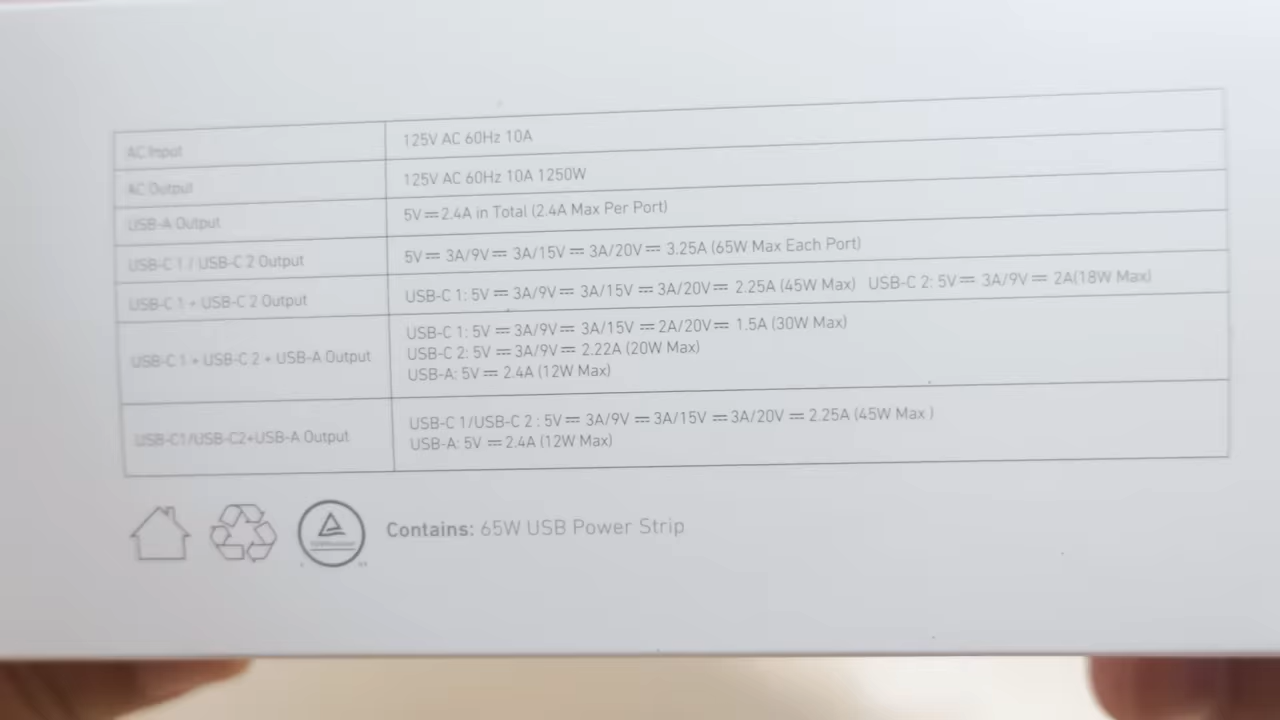 AC Input 125V AC 60Hz 10A
AC Output 125V AC 60Hz 10A 1250W
USB-A Output 5V⎓2.4A in Total (2.4A Max Per Port)
USB-C 1 / USB-C 2 Output 5V⎓ 3A/9V⎓ 3A/15V⎓ 3A/20V⎓ 3.25A (65W Max Each Port)
USB-C 1 + USB-C 2 Output USB-C 1: 5V⎓ 3A/9V⎓ 3A/15V⎓ 3A/20V⎓ 2.25A (45W Max) USB-C 2: 5V⎓ 3A/9V⎓ 2A(18W Max)
USB-C 1 + USB-C 2 + USB-A Output
USB-C 1: 5V⎓ 3A/9V⎓ 3A/15V⎓ 2A/20V⎓ 1.5A (30W Max)
USB-C 2: 5V⎓ 3A/9V⎓ 2.22A (20W Max)
USB-A: 5V⎓ 2.4A (12W Max)
USB-C1/USB-C2+USB-A Output
USB-C 1/USB-C 2 : 5V⎓ 3A/9V⎓ 3A/15V⎓ 3A/20V⎓ 2.25A (45W Max )
USB-A: 5V⎓ 2.4A (12W Max)
Contains: 65W USB Power Strip